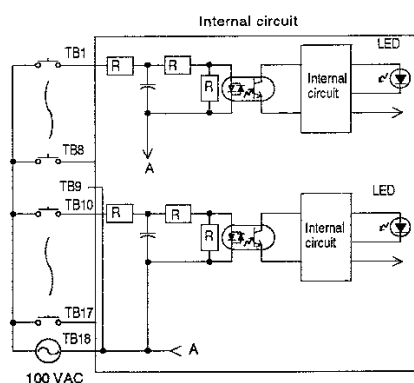 Internal circuit
TB1
LED
R
R
R
Internal
circuit
TB8
A
TB9
TB10
LED
R
R
R
Internal
circuit
TB17
TB18
A
100 VAC